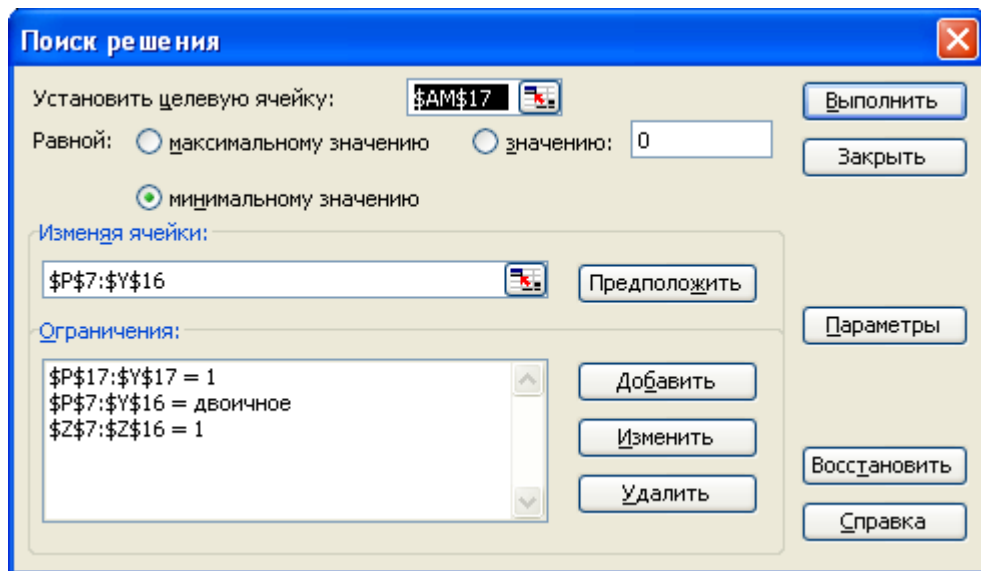 Поиск решения
Установить целевую ячейку: $AM$17
Выполнить
Равной: максимальному значению значению: 0
Закрыть
минимальному значению
Изменяя ячейки:
$P$7:$Y$16
Предположить
Ограничения:
Параметры
$P$17:$Y$17 = 1
$P$7:$Y$16 = двоичное
$Z$7:$Z$16 = 1
Добавить
Изменить
Удалить
Восстановить
Справка